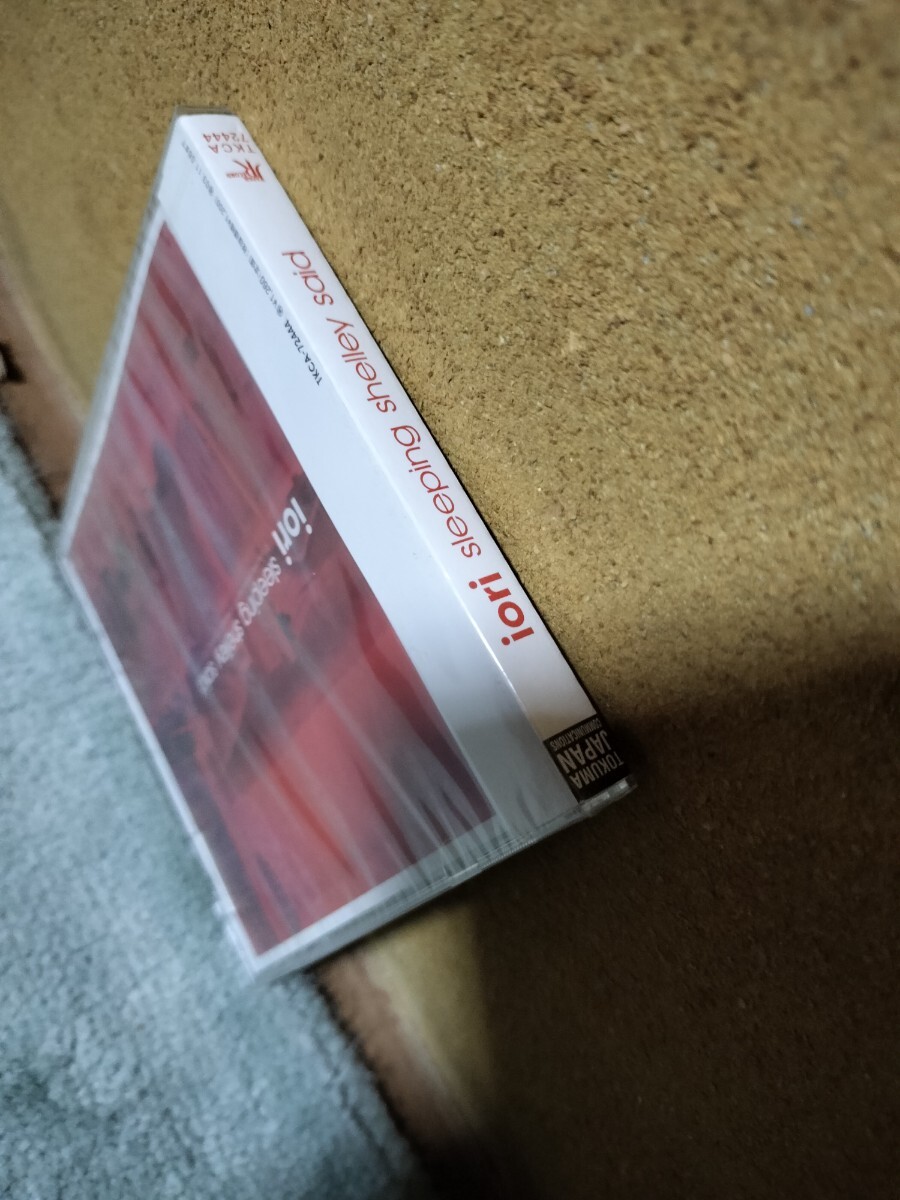 TKCA
72444
sleeping shelley said
iori
TOKUMA
JAPAN
COMMUNICATIONS
TKCA-72444
iori
sleeping shelley said